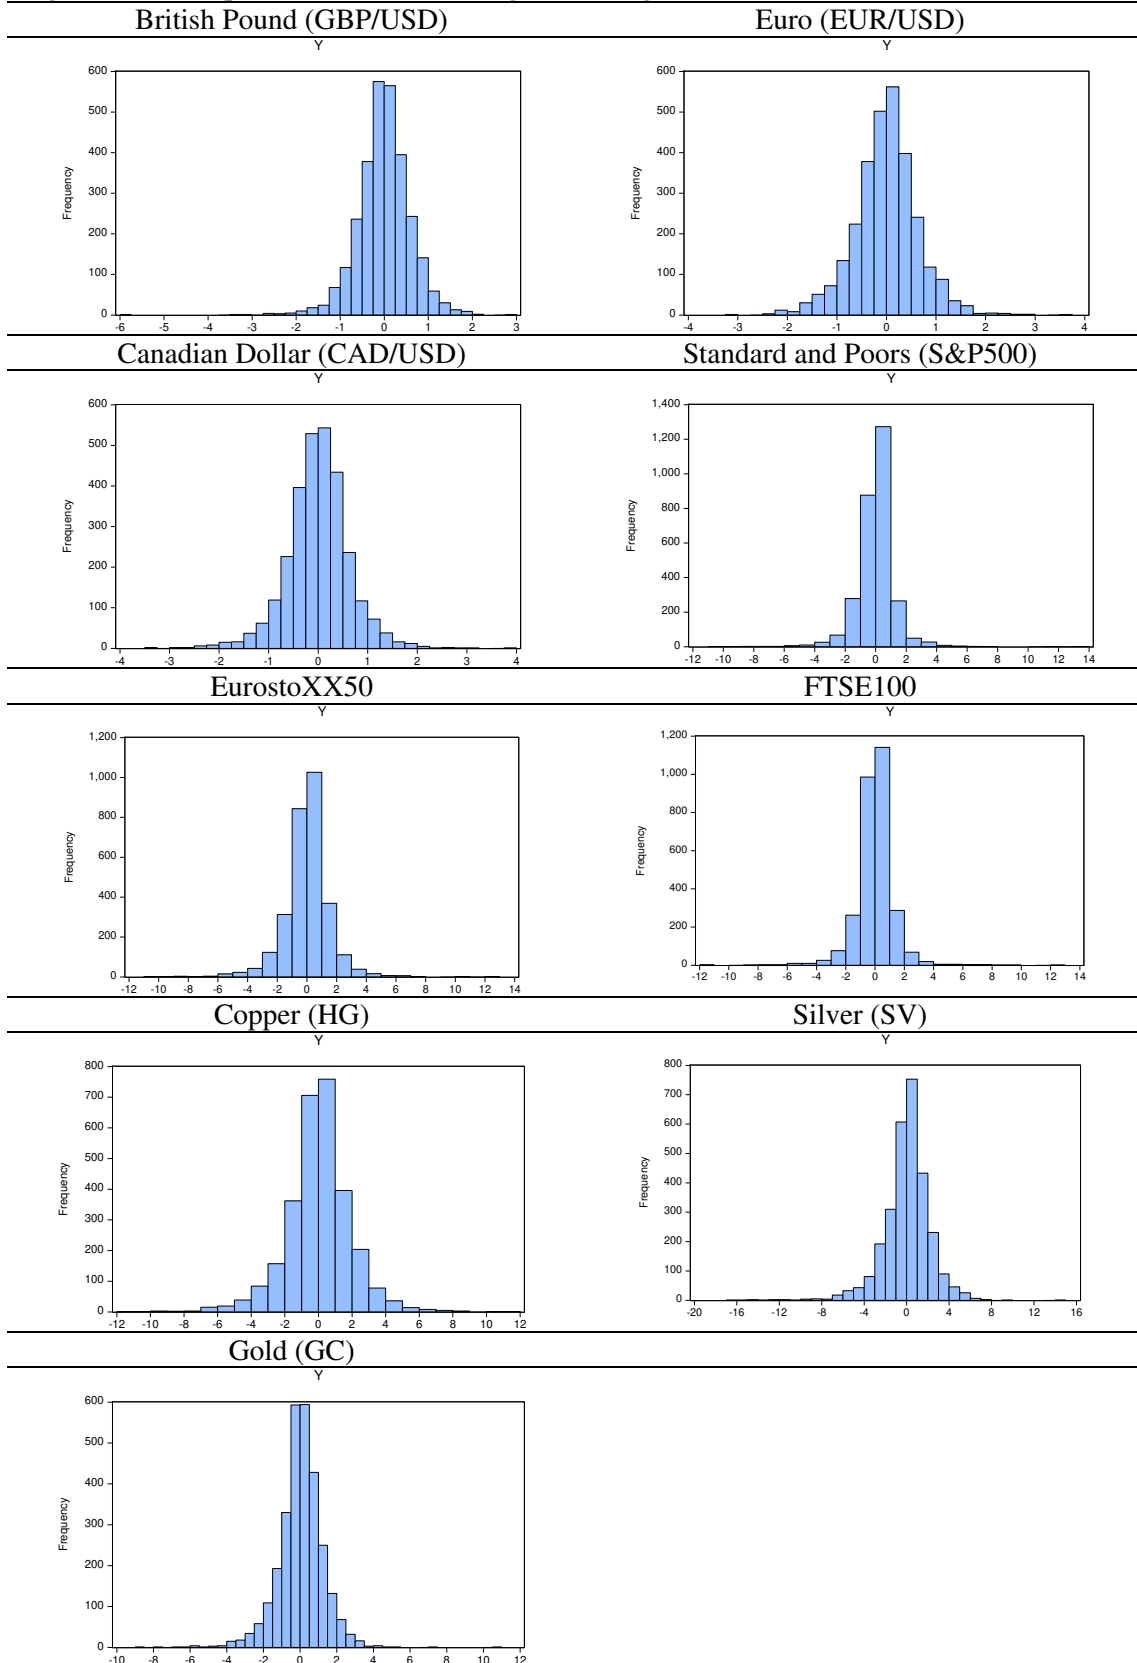 British Pound (GBP/USD) Euro (EUR/USD)
Y Y
600 600
500 500
400 400
300 300
200 200
100 100
0 0
Frequency Frequency
-6 -5 -4 -3 -2 -1 0 1 2 3 -4 -3 -2 -1 0 1 2 3 4
Canadian Dollar (CAD/USD) Standard and Poors (S&P500)
Y Y
600 1,400
500 1,200
400 1,000
300 800
200 600
100 400
0 200
0
Frequency Frequency
-4 -3 -2 -1 0 1 2 3 4 -12 -10 -8 -6 -4 -2 0 2 4 6 8 10 12 14
EurostoXX50 FTSE100
Y Y
1,200 1,200
1,000 1,000
800 800
600 600
400 400
200 200
0 0
Frequency Frequency
-12 -10 -8 -6 -4 -2 0 2 4 6 8 10 12 14 -12 -10 -8 -6 -4 -2 0 2 4 6 8 10 12 14
Copper (HG) Silver (SV)
Y Y
800 800
700 700
600 600
500 500
400 400
300 300
200 200
100 100
0 0
Frequency Frequency
-12 -10 -8 -6 -4 -2 0 2 4 6 8 10 12 -20 -16 -12 -8 -4 0 4 8 12 16
Gold (GC)
Y
600
500
400
300
200
100
0
Frequency
-10 -8 -6 -4 -2 0 2 4 6 8 10 12